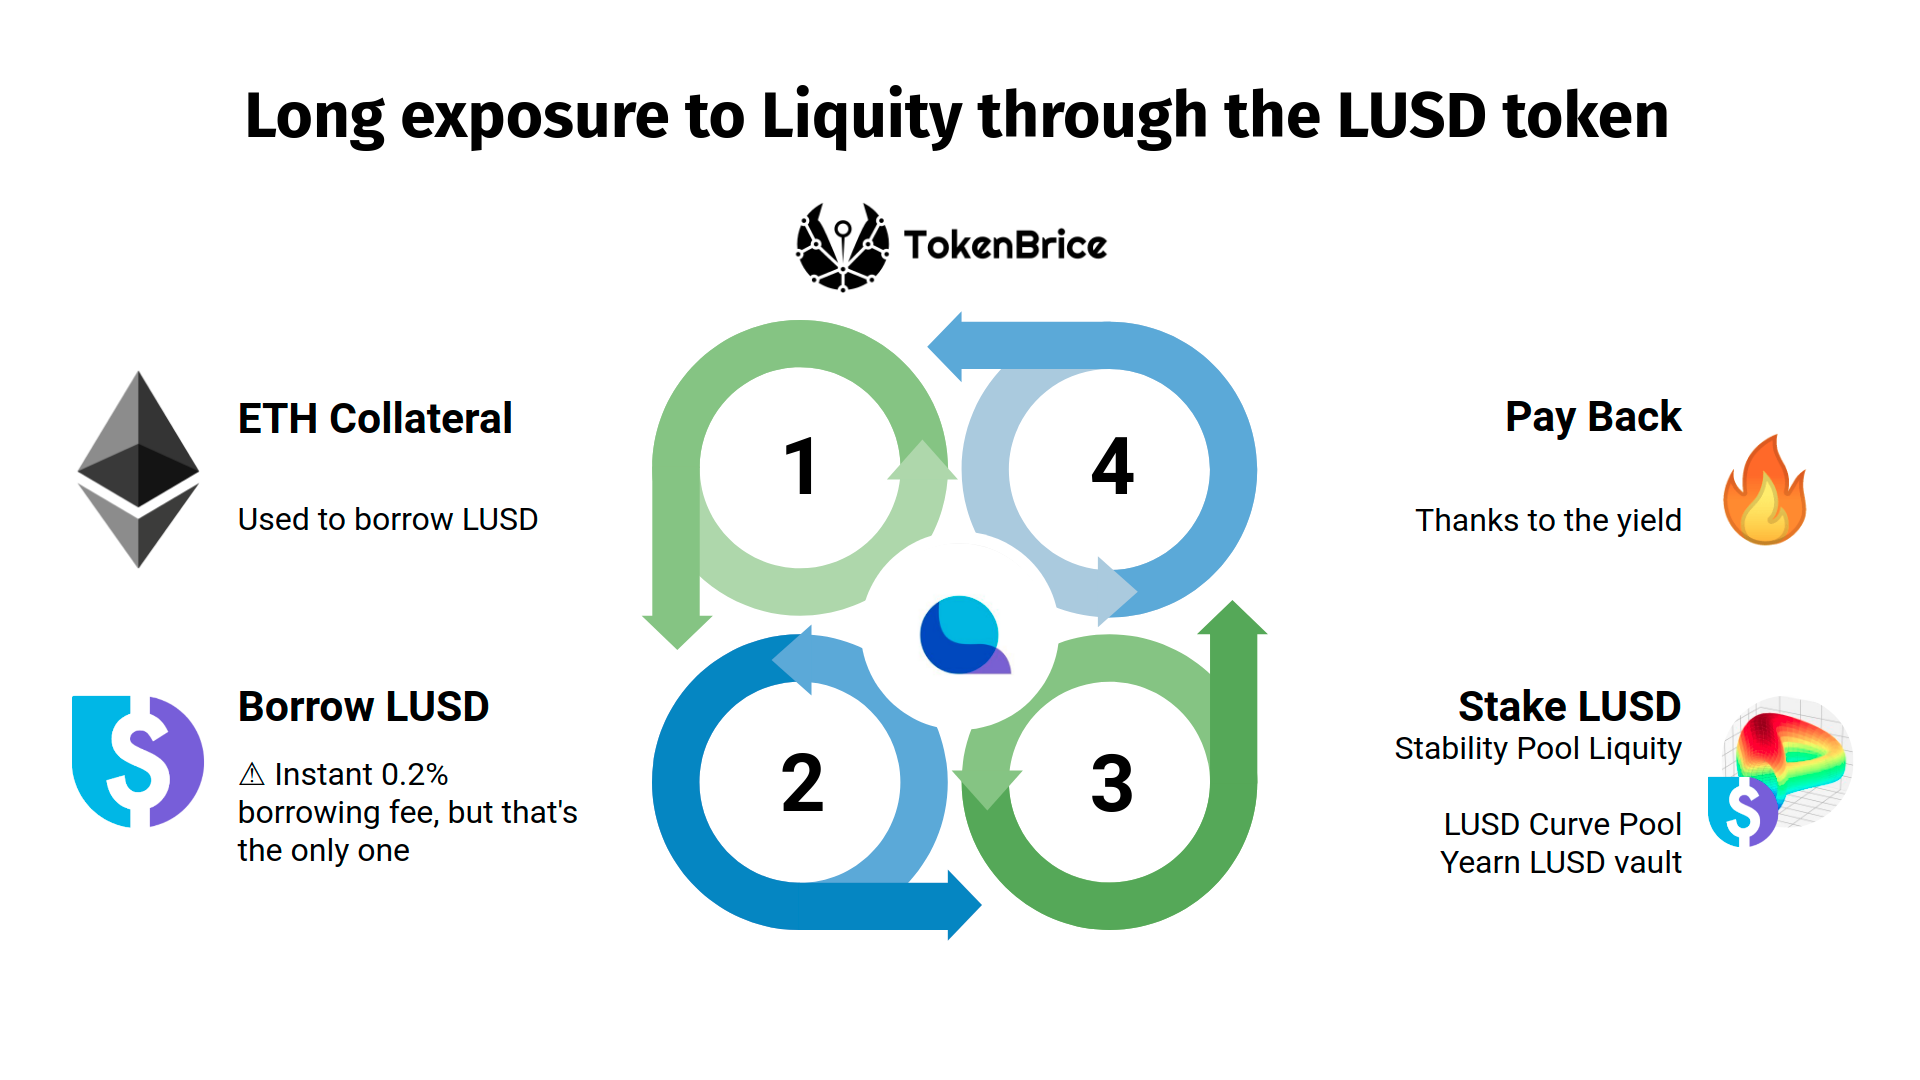 Long exposure to Liquity through the LUSD token
TokenBrice
1
ETH Collateral
Used to borrow LUSD
2
Borrow LUSD
⚠ Instant 0.2%
borrowing fee, but that's
the only one
3
Stake LUSD
Stability Pool Liquity
LUSD Curve Pool
Yearn LUSD vault
4
Pay Back
Thanks to the yield